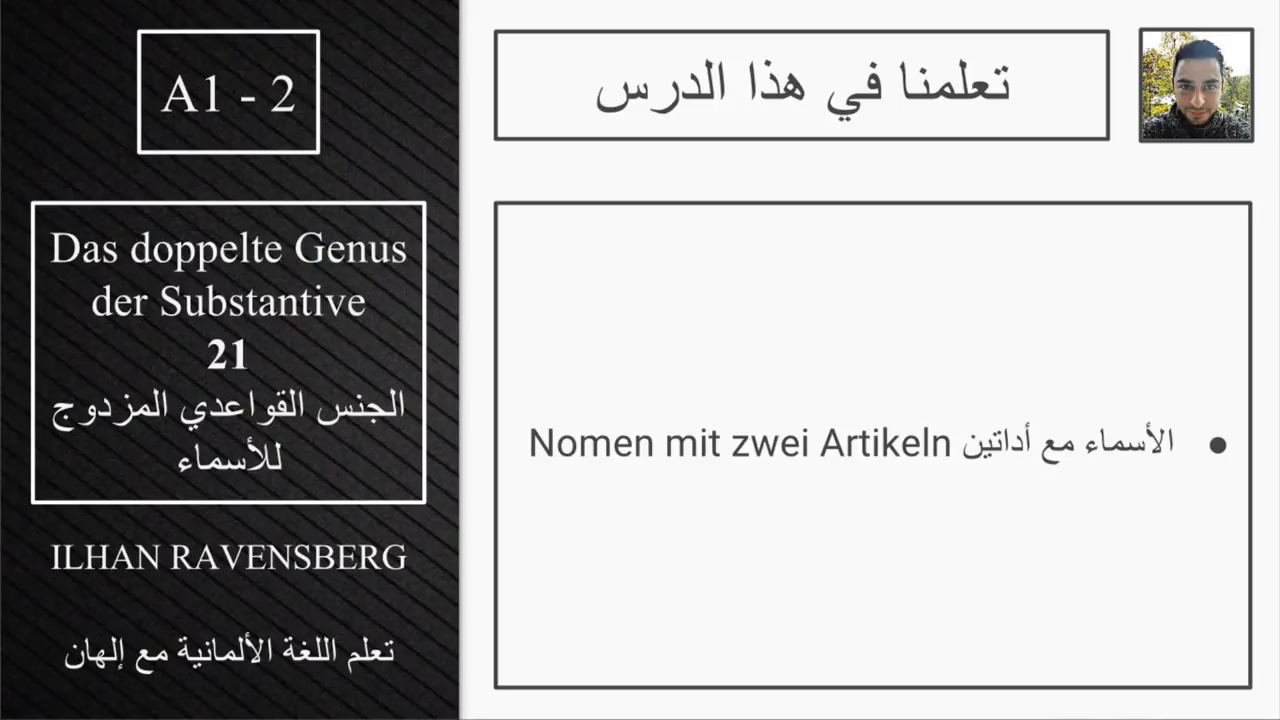 A1 - 2
Das doppelte Genus
der Substantive
21
الجنس القواعدي المزدوج
للأسماء
ILHAN RAVENSBERG
تعلم اللغة الألمانية مع إلهان
تعلمنا في هذا الدرس
● الأسماء مع أداتين Nomen mit zwei Artikeln